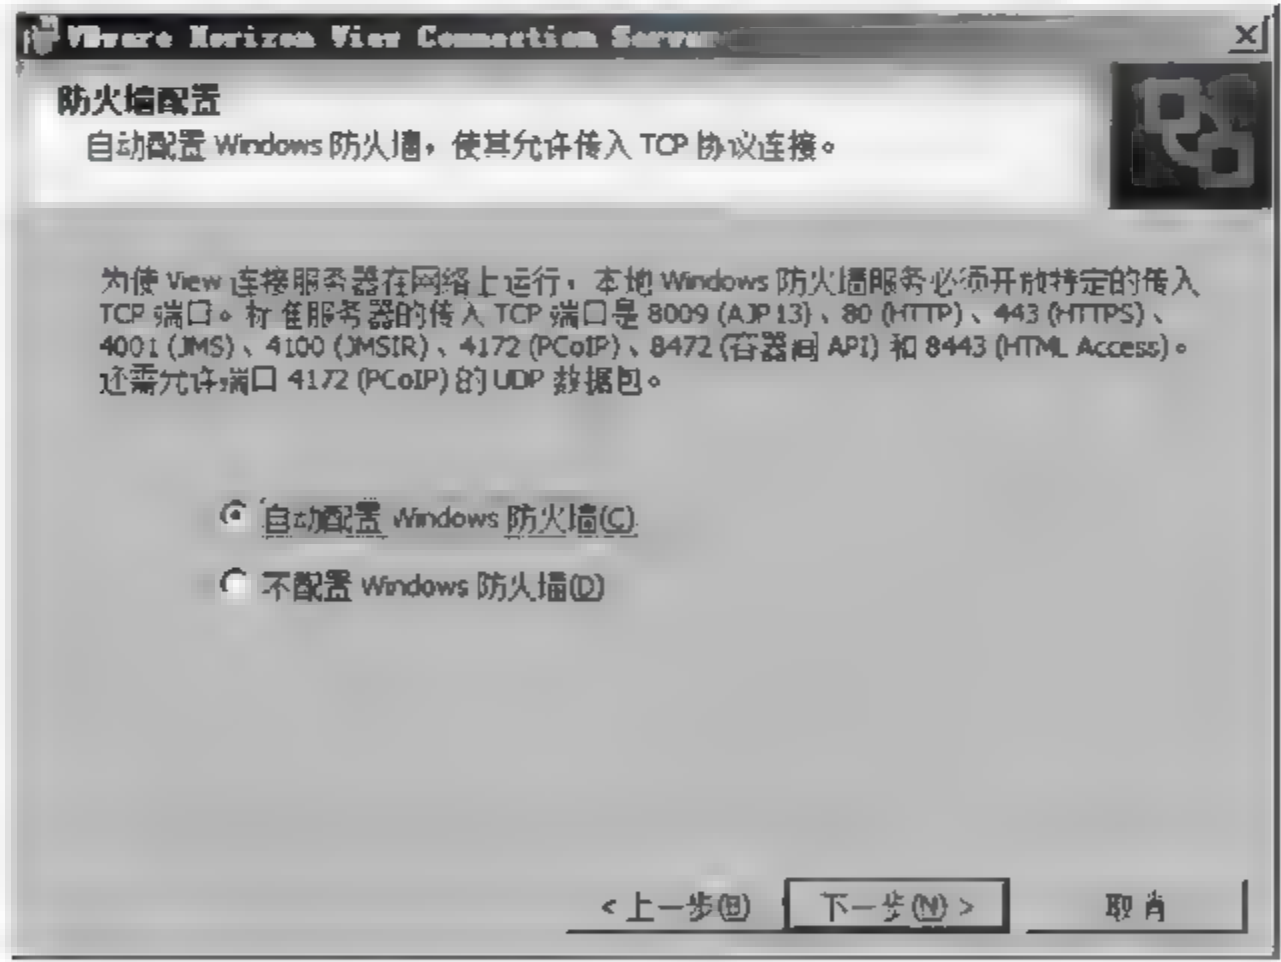 VMware Horizon View Connection Server
防火墙配置
自动配置 Windows 防火墙，使其允许传入 TCP 协议连接。
为使 View 连接服务器在网络上运行，本地 Windows 防火墙服务必须开放特定的传入
TCP 端口。标准服务器的传入 TCP 端口是 8009 (AJP13)、80 (HTTP)、443 (HTTPS)、
4001 (JMS)、4100 (JMSIR)、4172 (PCoIP)、8472 (容器间 API) 和 8443 (HTML Access)。
还需允许端口 4172 (PCoIP) 的 UDP 数据包。
自动配置 Windows 防火墙(C)
不配置 Windows 防火墙(D)
< 上一步(B) 下一步(N) > 取消